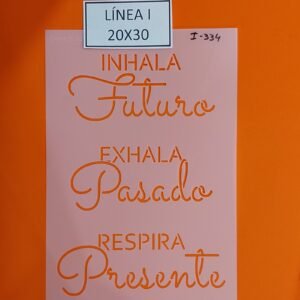 LÍNEA I
20X30
I-334
INHALA
Futuro
EXHALA
Pasado
RESPIRA
Presente